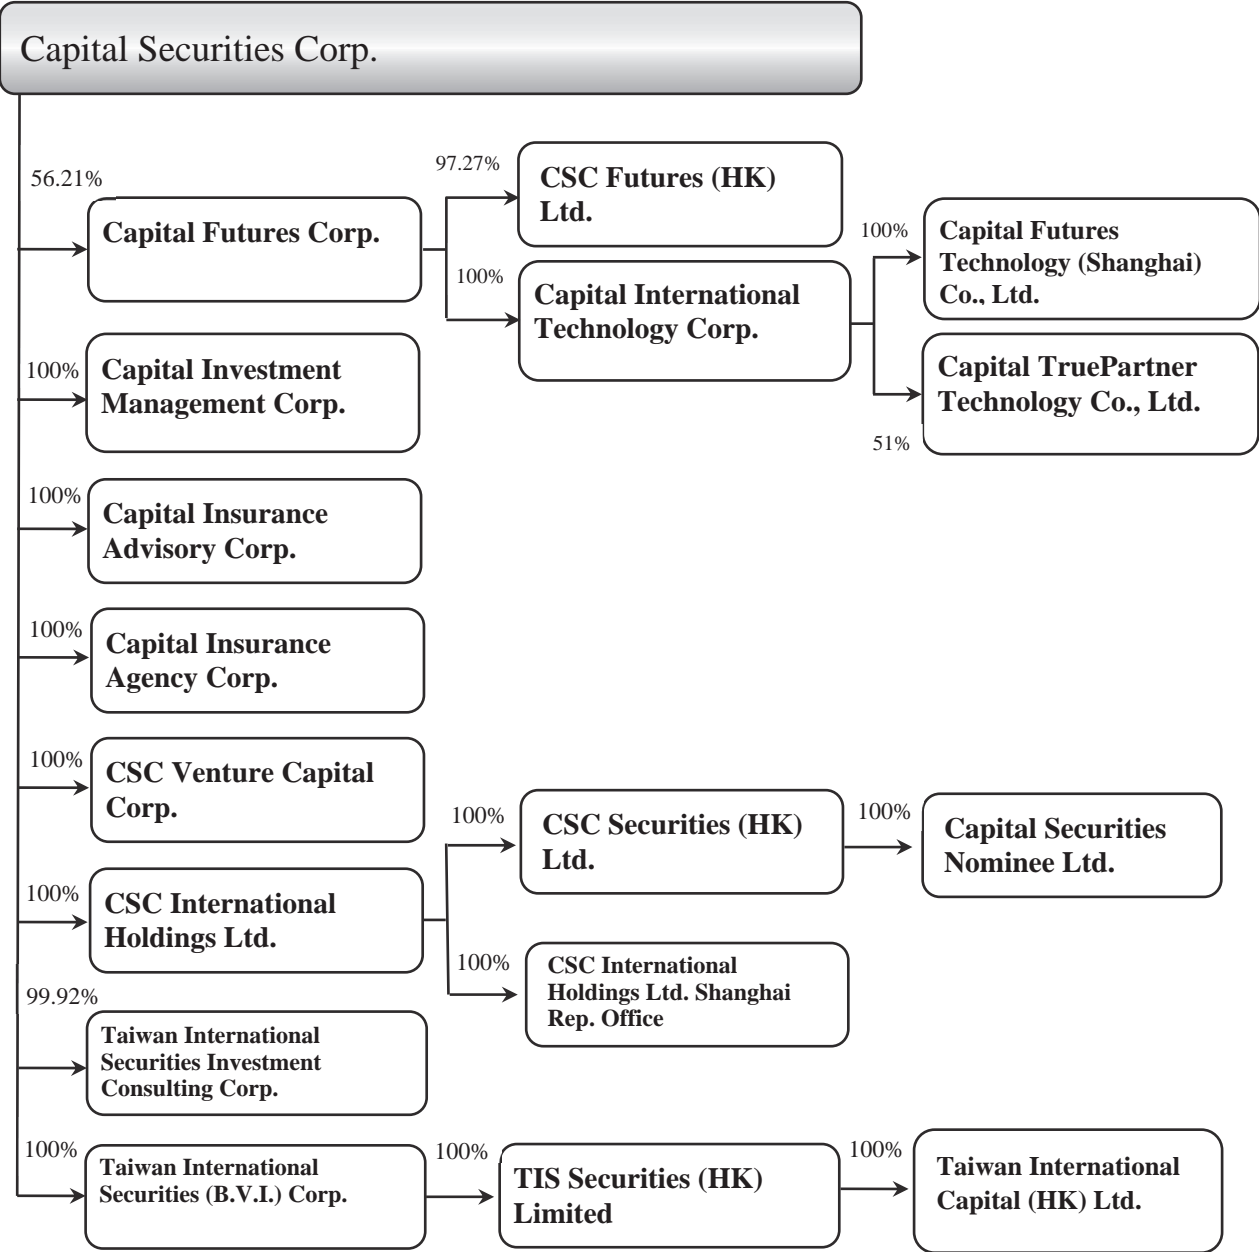 Capital Securities Corp.
56.21%
Capital Futures Corp.
97.27%
CSC Futures (HK)
Ltd.
100%
Capital International
Technology Corp.
100%
Capital Futures
Technology (Shanghai)
Co., Ltd.
Capital TruePartner
Technology Co., Ltd.
51%
100%
Capital Investment
Management Corp.
100%
Capital Insurance
Advisory Corp.
100%
Capital Insurance
Agency Corp.
100%
CSC Venture Capital
Corp.
100%
CSC International
Holdings Ltd.
100%
CSC Securities (HK)
Ltd.
100%
Capital Securities
Nominee Ltd.
100%
CSC International
Holdings Ltd. Shanghai
Rep. Office
99.92%
Taiwan International
Securities Investment
Consulting Corp.
100%
Taiwan International
Securities (B.V.I.) Corp.
100%
TIS Securities (HK)
Limited
100%
Taiwan International
Capital (HK) Ltd.